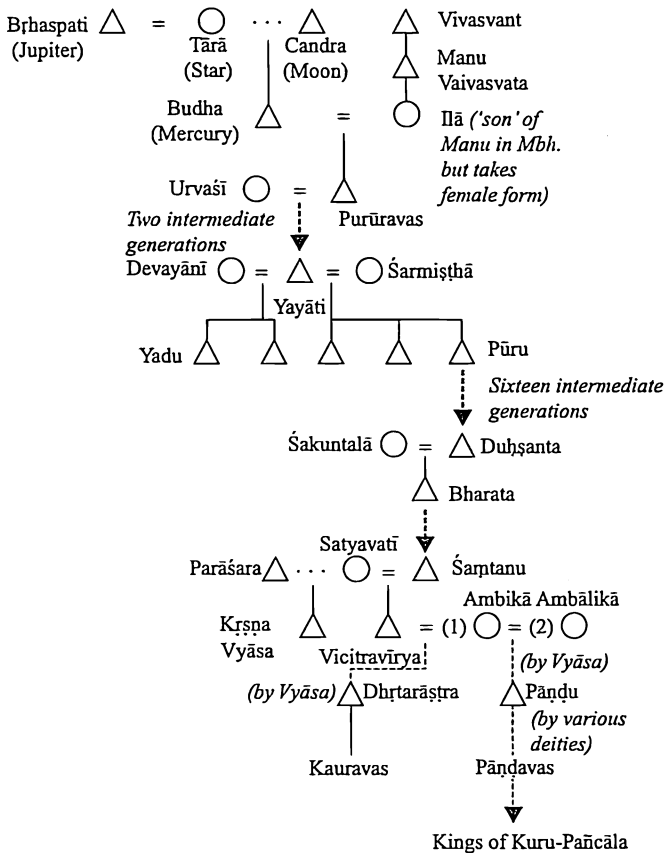 Bṛhaspati = ... Vivasvant
(Jupiter) Tārā Candra
(Star) (Moon) Manu
Vaivasvata
Budha
(Mercury) = Ilā ('son' of
Manu in Mbh.
but takes
female form)
Urvaśī =
Two intermediate Purūravas
generations
Devayānī = = Śarmiṣṭhā
Yayāti
Yadu Pūru
Sixteen intermediate
generations
Śakuntalā = Duḥṣanta
Bharata
Satyavatī
Parāśara ... = Śaṃtanu
Ambikā Ambālikā
Kṛṣṇa = (1) = (2)
Vyāsa Vicitravīrya
(by Vyāsa)
(by Vyāsa) Dhṛtarāṣṭra Pāṇḍu
(by various
deities)
Kauravas Pāṇḍavas
Kings of Kuru-Pañcāla